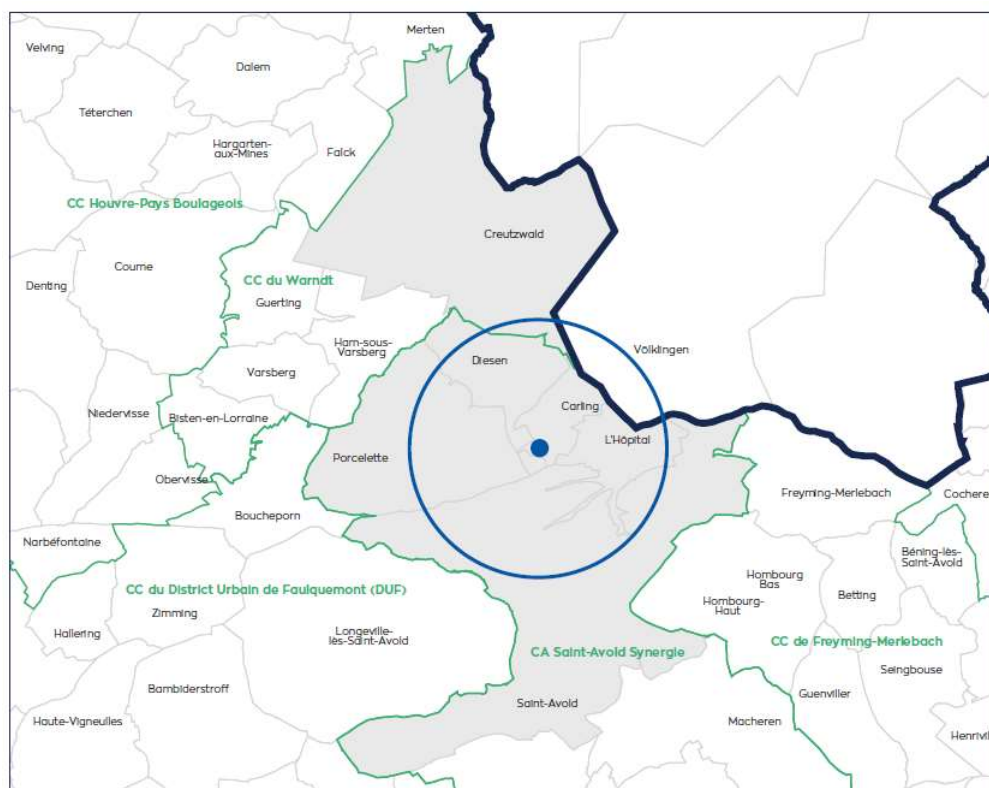 Merten
Velving
Dalem
Téterchen
Hargarten-
aux-Mines
Falck
CC Houvre-Pays Boulageois
Creutzwald
Courne
CC du Warndt
Denting
Guerting
Ham-sous-
Varsberg
Völklingen
Diesen
Varsberg
Niedervisse
Bisten-en-Lorraine
Carling
L'Hôpital
Porcelette
Obervisse
Freyming-Merlebach
Cochere
Boucheporn
Narbéfontaine
Béning-lès-
Saint-Avold
Hombourg
Bas
CC du District Urbain de Faulquemont (DUF)
Betting
Hombourg-
Haut
Zimming
Hallering
Longeville-
lès-Saint-Avold
CC de Freyming-Merlebach
CA Saint-Avold Synergie
Seingbouse
Bambiderstroff
Guenviller
Saint-Avold
Haute-Vigneulles
Macheren
Henrivil